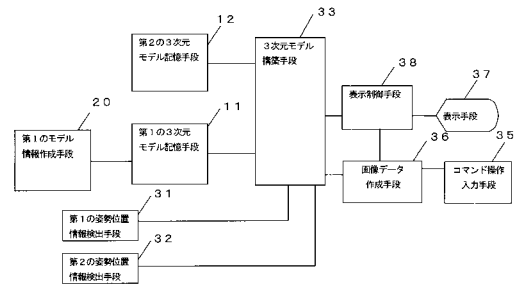 12
第2の3次元
モデル記憶手段
33
3次元モデル
構築手段
38
表示制御手段
37
表示手段
20
第1のモデル
情報作成手段
11
第1の3次元
モデル記憶手段
36
画像データ
作成手段
35
コマンド操作
入力手段
31
第1の姿勢位置
情報検出手段
32
第2の姿勢位置
情報検出手段